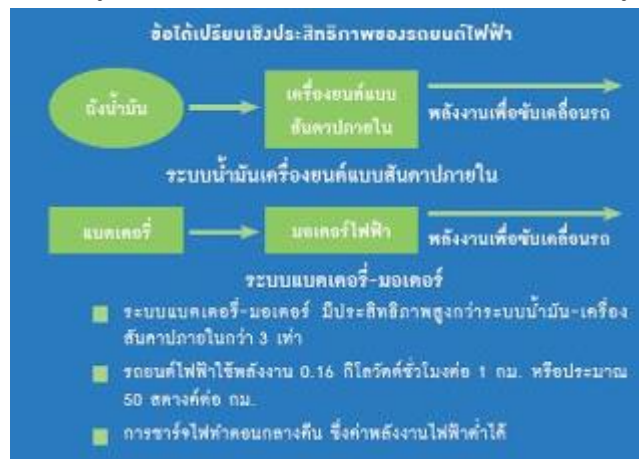 ข้อได้เปรียบเชิงประสิทธิภาพของรถยนต์ไฟฟ้า
ถังน้ำมัน
เครื่องยนต์แบบ
สันดาปภายใน
พลังงานเพื่อขับเคลื่อนรถ
ระบบน้ำมันเครื่องยนต์แบบสันดาปภายใน
แบตเตอรี่
มอเตอร์ไฟฟ้า
พลังงานเพื่อขับเคลื่อนรถ
ระบบแบตเตอรี่-มอเตอร์
ระบบแบตเตอรี่-มอเตอร์ มีประสิทธิภาพสูงกว่าระบบน้ำมัน-เครื่อง
สันดาปภายในกว่า 3 เท่า
รถยนต์ไฟฟ้าใช้พลังงาน 0.16 กิโลวัตต์ชั่วโมงต่อ 1 กม. หรือประมาณ
50 สตางค์ต่อ กม.
การชาร์จไฟทำตอนกลางคืน ซึ่งค่าพลังงานไฟฟ้าต่ำได้